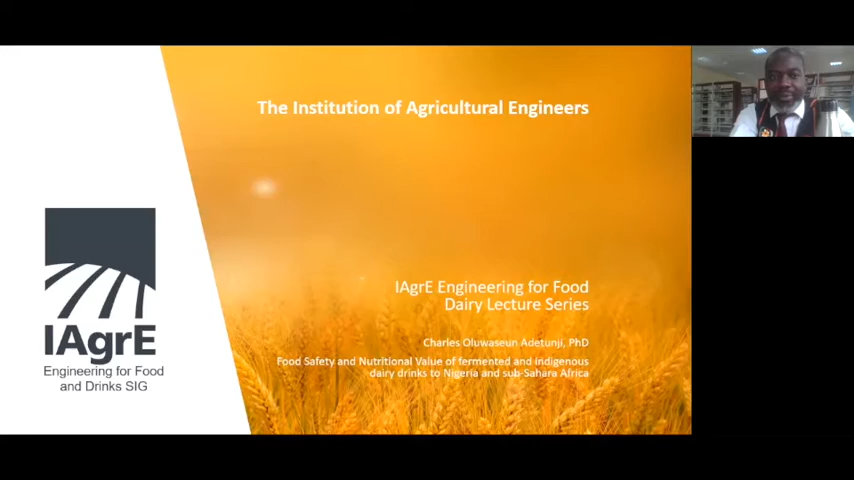 The Institution of Agricultural Engineers
IAgrE Engineering for Food
Dairy Lecture Series
Charles Oluwaseun Adetunji, PhD
Food Safety and Nutritional Value of fermented and indigenous
dairy drinks to Nigeria and sub-Sahara Africa
IAgrE
Engineering for Food
and Drinks SIG